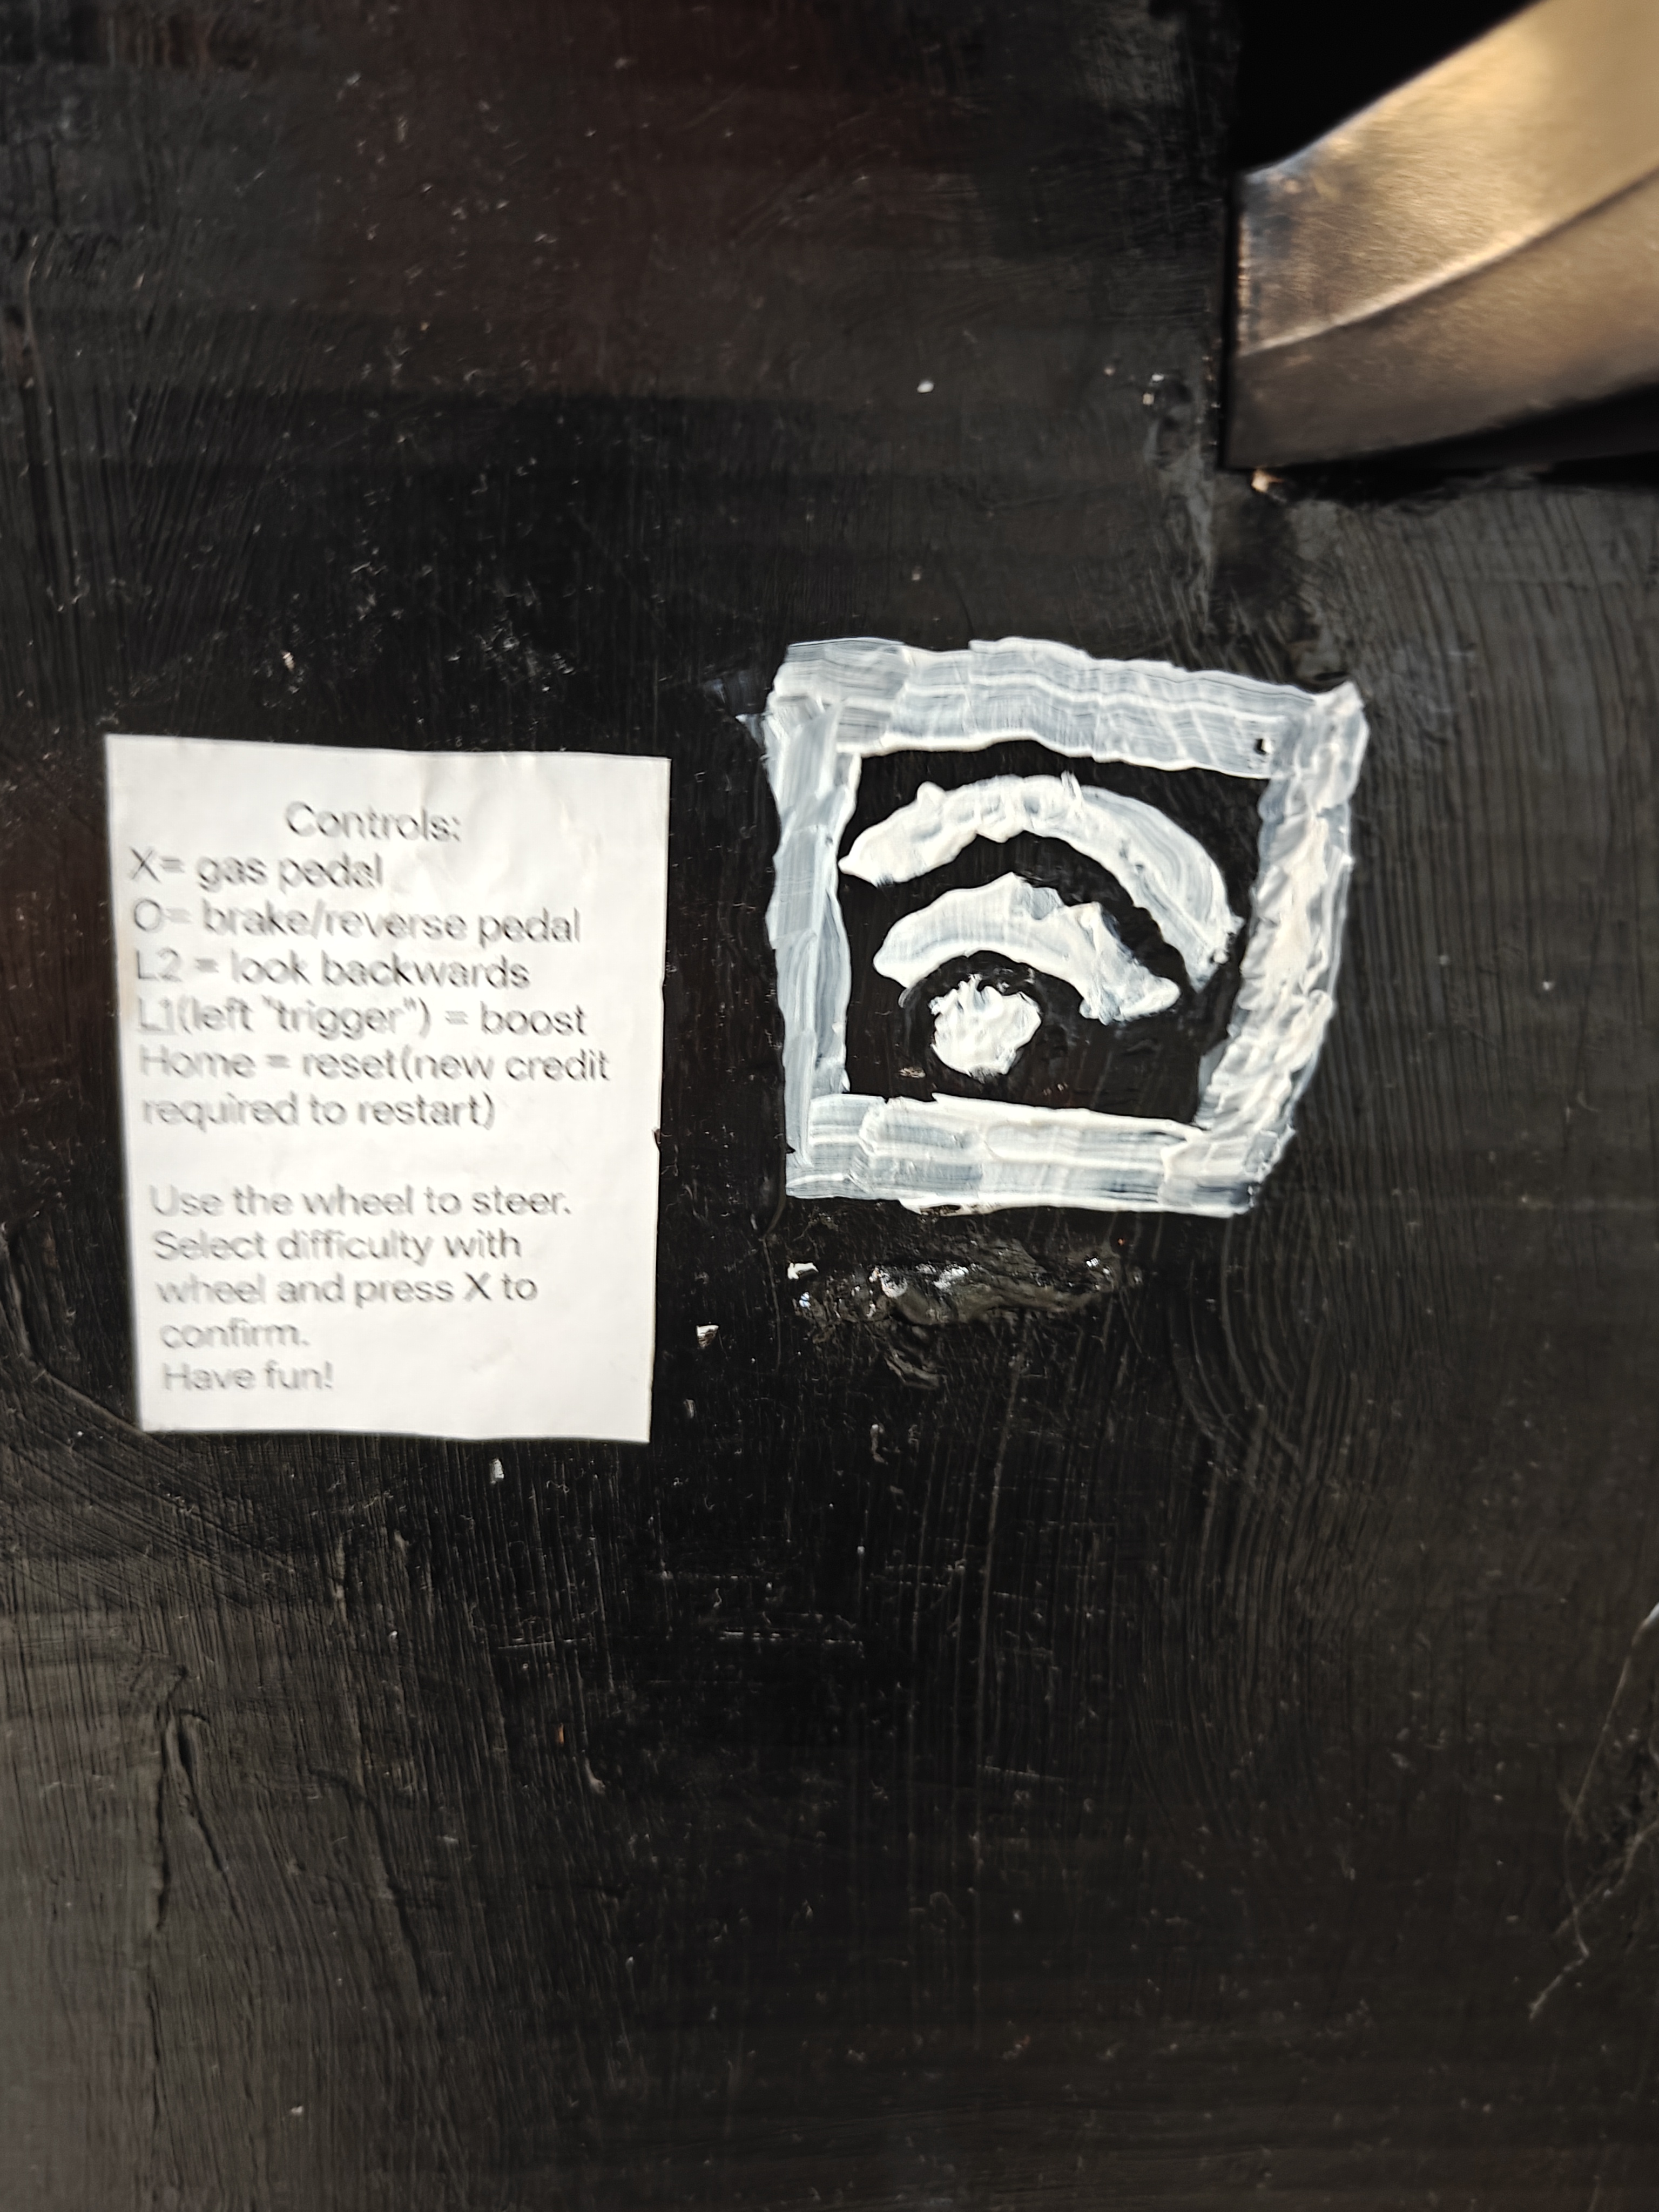 Controls:
X= gas pedal
O= brake/reverse pedal
L2 = look backwards
L1(left "trigger") = boost
Home = reset(new credit
required to restart)
Use the wheel to steer.
Select difficulty with
wheel and press X to
confirm.
Have fun!